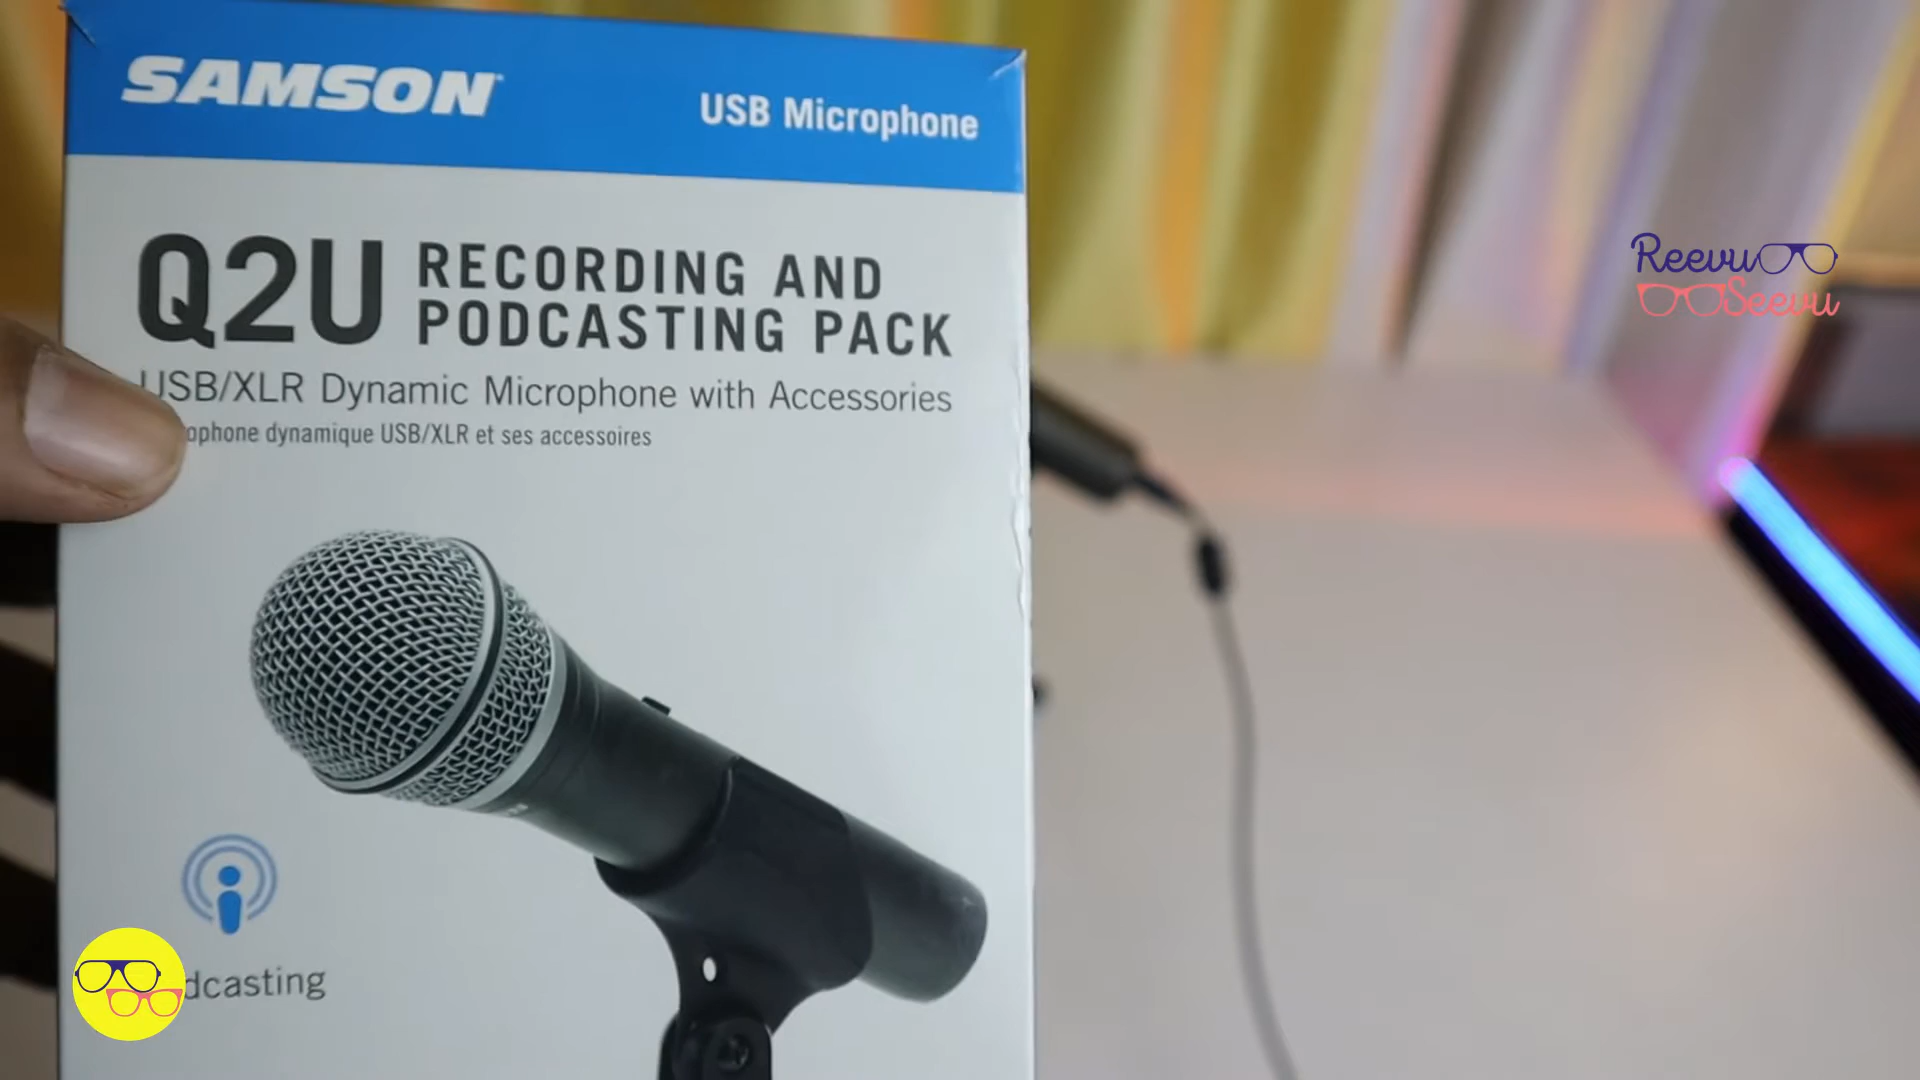 SAMSON
USB Microphone
Q2U RECORDING AND
PODCASTING PACK
USB/XLR Dynamic Microphone with Accessories
dynamique USB/XLR et ses accessoires
Reevu
Seevu